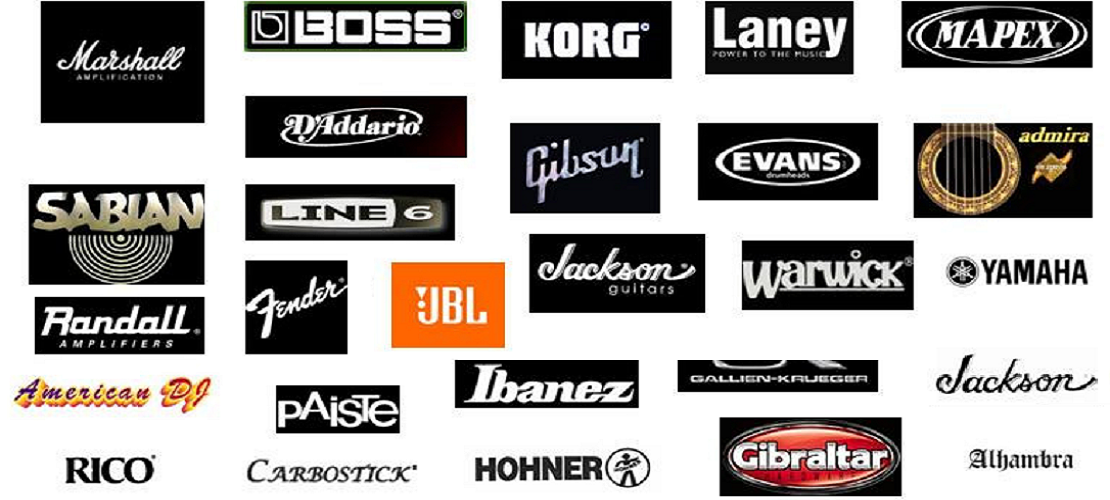 Marshall
AMPLIFICATION
BOSS®
KORG
Laney
POWER TO THE MUSIC
MAPEX®
D'Addario
Gibson
EVANS
drumheads
admira
SABIAN
LINE 6
Jackson
guitars
Warwick®
YAMAHA
Fender
JBL
Randall
AMPLIFIERS
American DJ
Ibanez
GALLIEN-KRUEGER
Jackson
PAiSTe
Gibraltar
RICO
CARBOSTICK
HOHNER
Alhambra